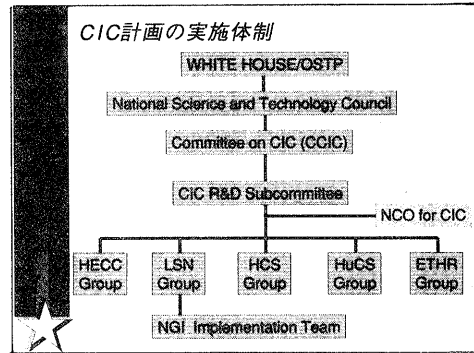 CIC計画の実施体制
WHITE HOUSE/OSTP
National Science and Technology Council
Committee on CIC (CCIC)
CIC R&D Subcommittee
NCO for CIC
HECC Group
LSN Group
HCS Group
HuCS Group
ETHR Group
NGI Implementation Team